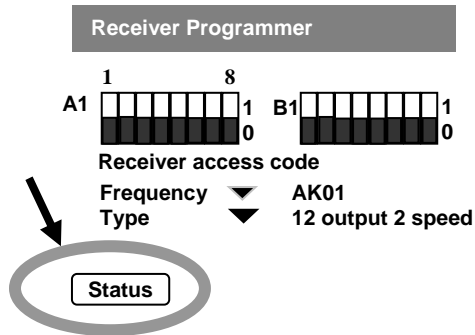 Receiver Programmer
1 8
A1 1 B1 1
0 0
Receiver access code
Frequency AK01
Type 12 output 2 speed
Status